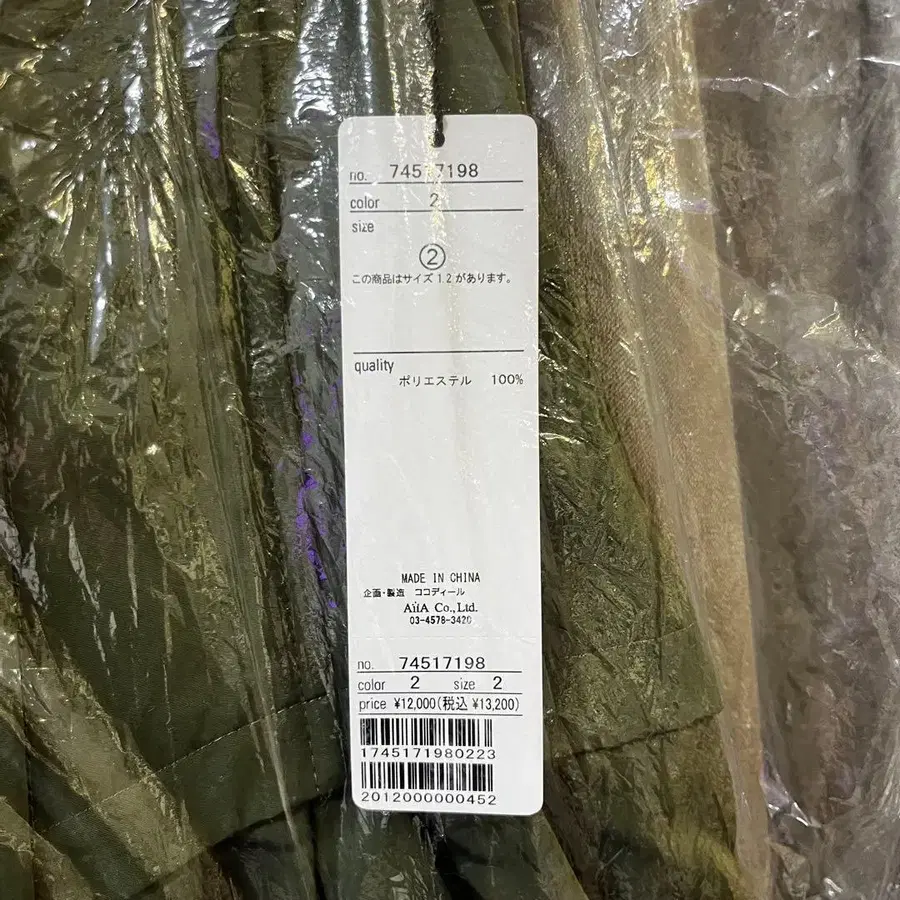 no. 74517198
color 2
size
②
この商品はサイズ 1.2 があります。
quality
ポリエステル 100%
MADE IN CHINA
企画・製造 ココディール
AiiA Co.,Ltd.
03-4578-3420
no. 74517198
color 2 size 2
price ¥12,000(税込 ¥13,200)
1745171980223
2012000000452